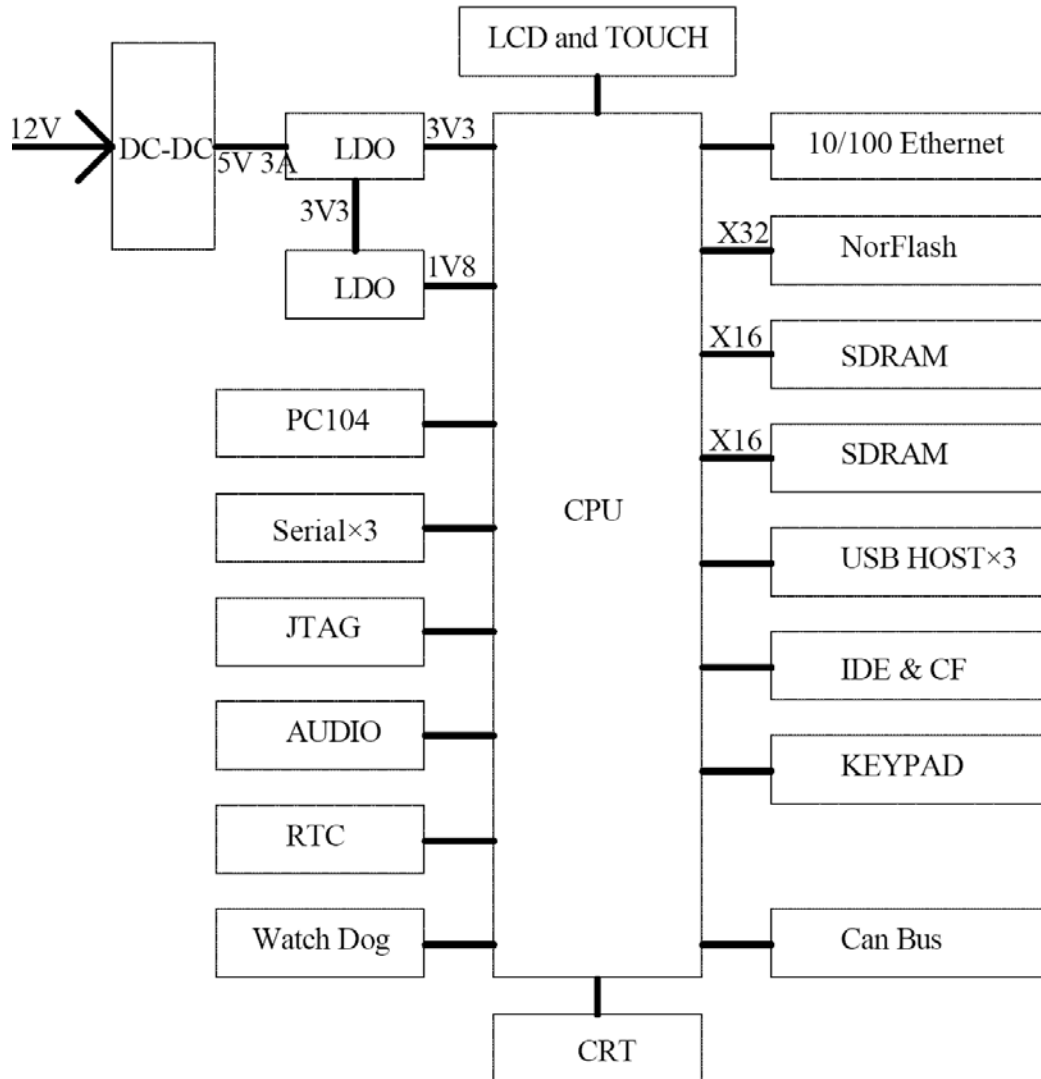 LCD and TOUCH
12V
DC-DC
5V 3A
LDO
3V3
10/100 Ethernet
3V3
X32
NorFlash
LDO
1V8
X16
SDRAM
PC104
X16
SDRAM
Serial×3
CPU
USB HOST×3
JTAG
IDE & CF
AUDIO
KEYPAD
RTC
Watch Dog
Can Bus
CRT